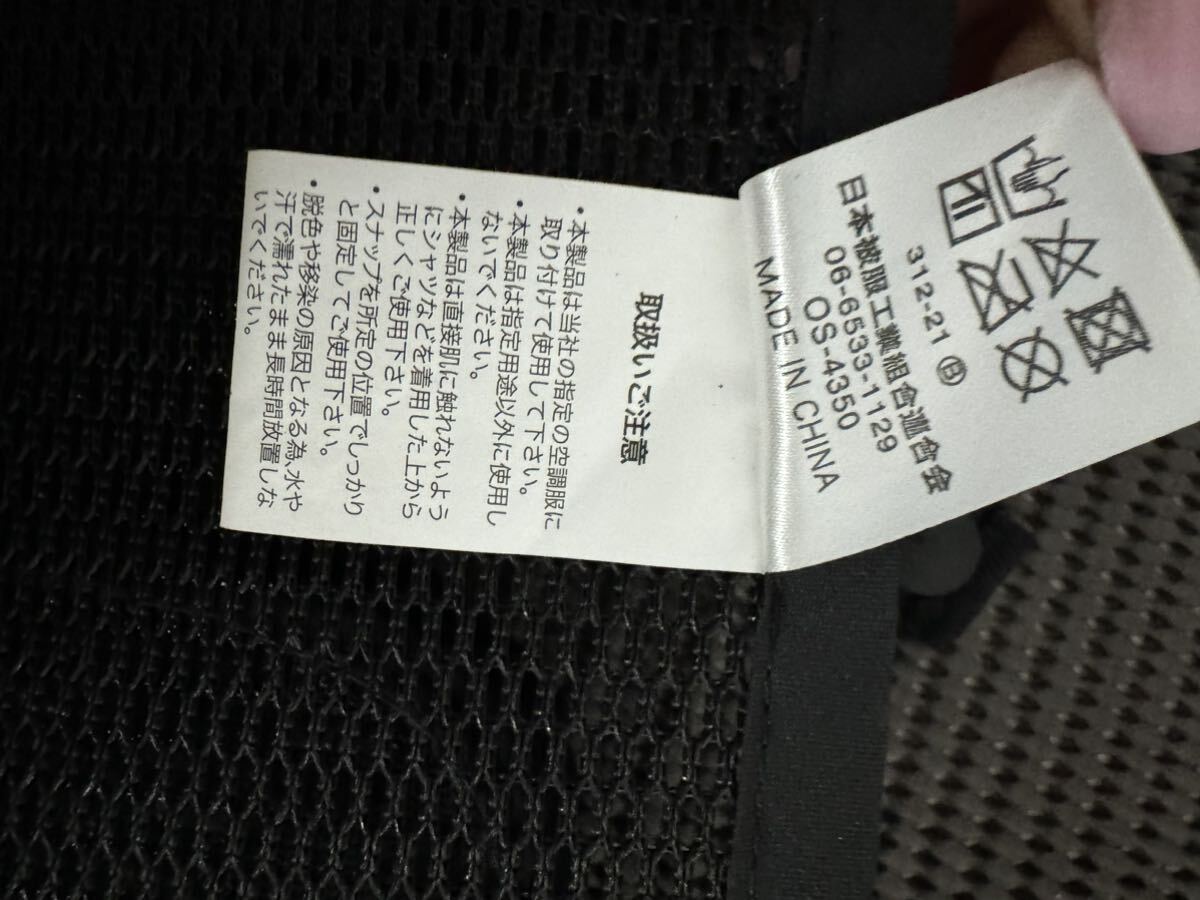 312-21 Ⓑ
日本被服工業組合連合会
06-6533-1129
OS-4350
MADE IN CHINA
取扱いご注意
・本製品は当社の指定の空調服に
取り付けて使用して下さい。
・本製品は指定用途以外に使用し
ないでください。
・本製品は直接肌に触れないよう
にシャツなどを着用した上から
正しくご使用下さい。
・スナップを所定の位置でしっかり
と固定してご使用下さい。
・脱色や移染の原因となる為、水や
汗で濡れたまま長時間放置しな
いでください。